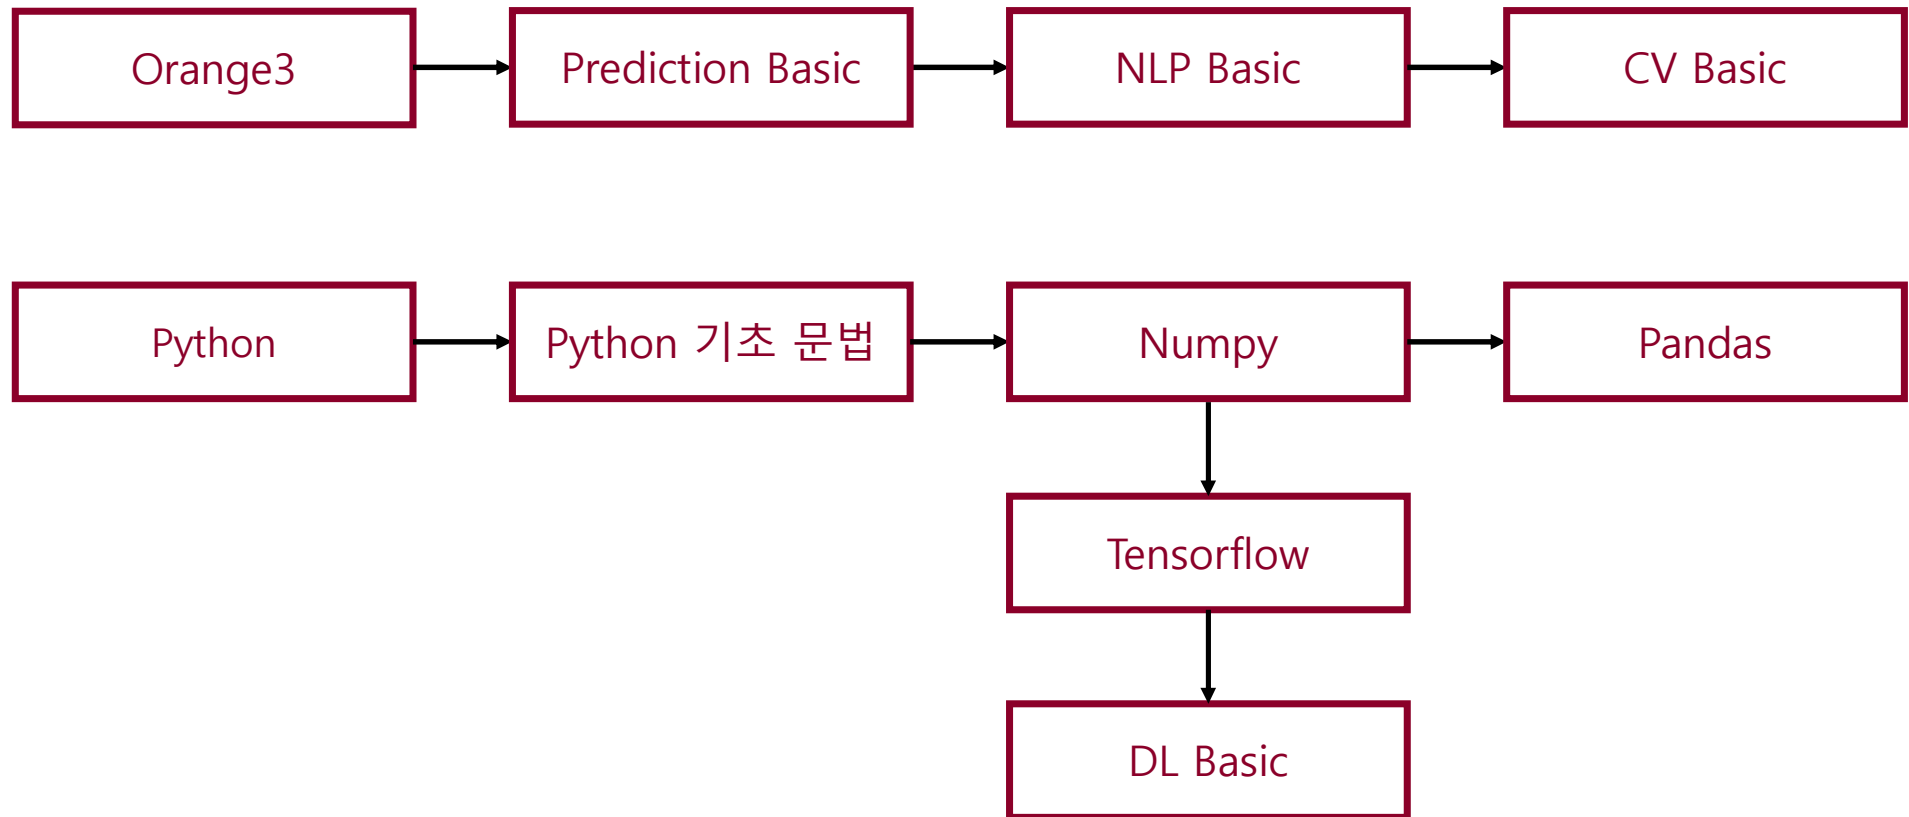 Orange3
Prediction Basic
NLP Basic
CV Basic
Python
Python 기초 문법
Numpy
Pandas
Tensorflow
DL Basic